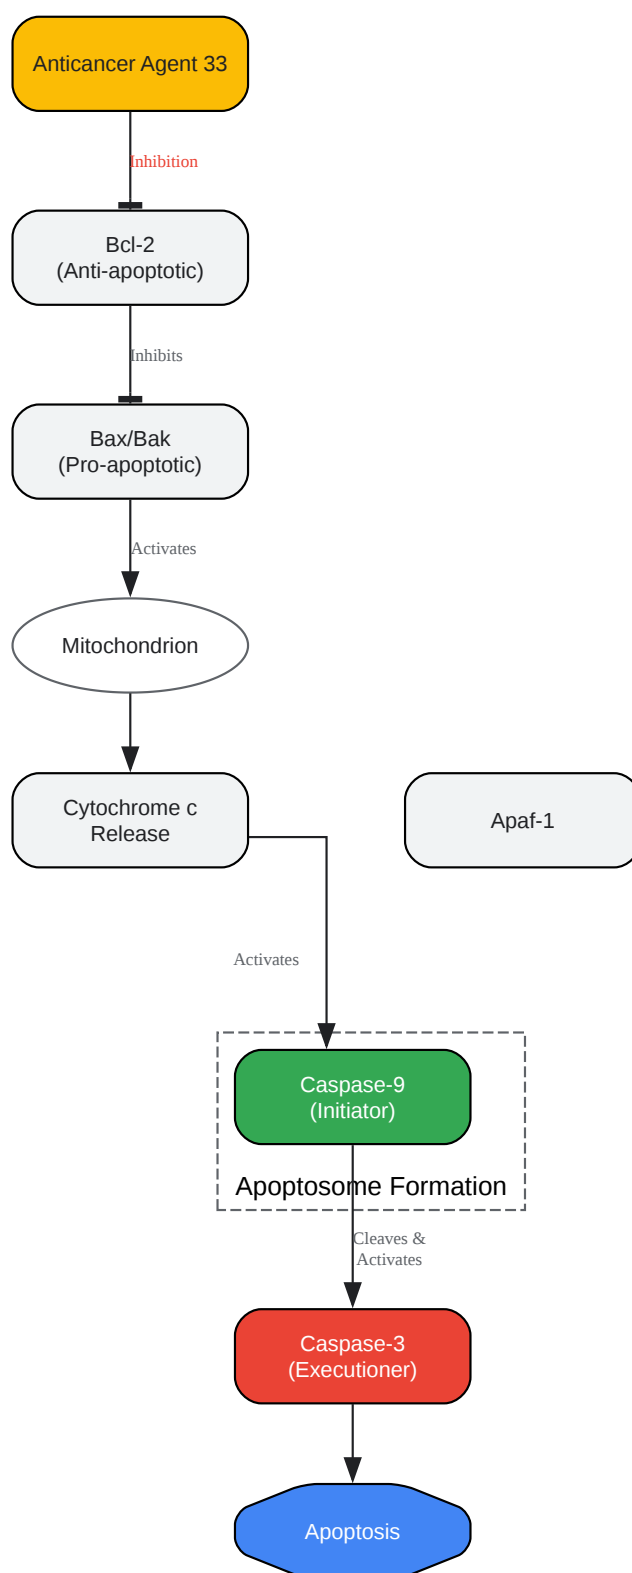 Anticancer Agent 33
Inhibition
Bcl-2
(Anti-apoptotic)
Inhibits
Bax/Bak
(Pro-apoptotic)
Activates
Mitochondrion
Cytochrome c
Release
Apaf-1
Activates
Caspase-9
(Initiator)
Apoptosome Formation
Cleaves &
Activates
Caspase-3
(Executioner)
Apoptosis